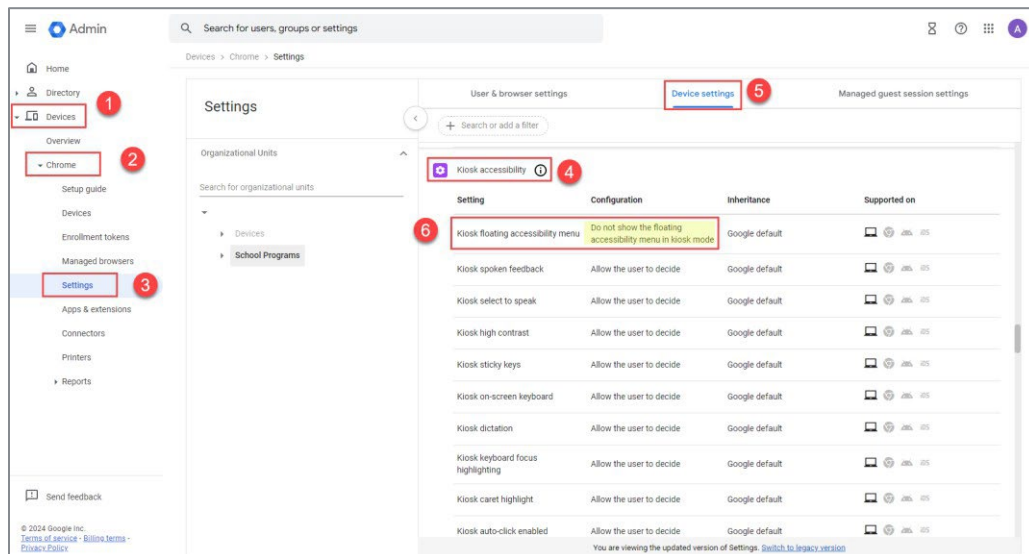 Admin
Search for users, groups or settings
A
Devices > Chrome > Settings
Home
Directory
1
Devices
Overview
Chrome
2
Setup guide
Devices
Enrollment tokens
Managed browsers
Settings
3
Apps & extensions
Connectors
Printers
Reports
Send feedback
© 2024 Google Inc.
Terms of service - Billing terms -
Privacy Policy
Settings
Organizational Units
Search for organizational units
Devices
School Programs
User & browser settings
Device settings
5
Managed guest session settings
+ Search or add a filter
Kiosk accessibility
4
Setting Configuration Inheritance Supported on
6
Kiosk floating accessibility menu Do not show the floating Google default
accessibility menu in kiosk mode
Kiosk spoken feedback Allow the user to decide Google default
Kiosk select to speak Allow the user to decide Google default
Kiosk high contrast Allow the user to decide Google default
Kiosk sticky keys Allow the user to decide Google default
Kiosk on-screen keyboard Allow the user to decide Google default
Kiosk dictation Allow the user to decide Google default
Kiosk keyboard focus Allow the user to decide Google default
highlighting
Kiosk caret highlight Allow the user to decide Google default
Kiosk auto-click enabled Allow the user to decide Google default
You are viewing the updated version of Settings. Switch to legacy version